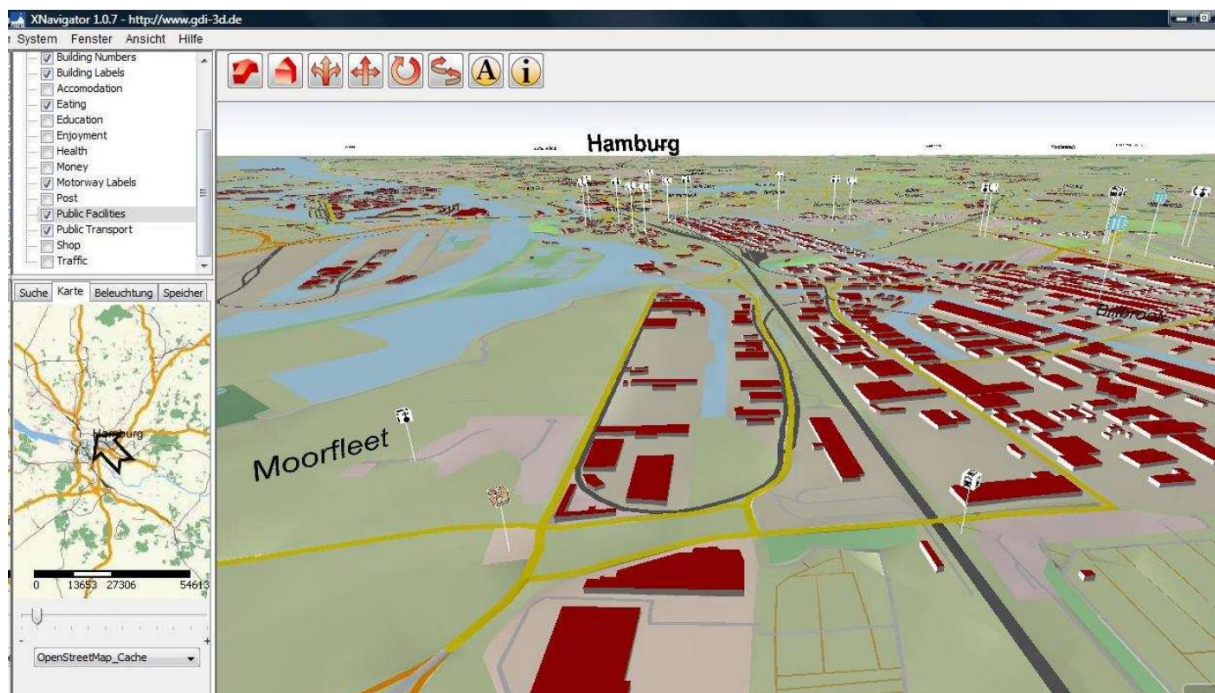 XNavigator 1.0.7 - http://www.gdi-3d.de
System Fenster Ansicht Hilfe
Building Numbers
Building Labels
Accomodation
Eating
Education
Enjoyment
Health
Money
Motorway Labels
Post
Public Facilities
Public Transport
Shop
Traffic
A i
Hamburg
Moorfleet
Suche Karte Beleuchtung Speicher
Hamburg
0 13653 27306 54613
- +
OpenStreetMap_Cache